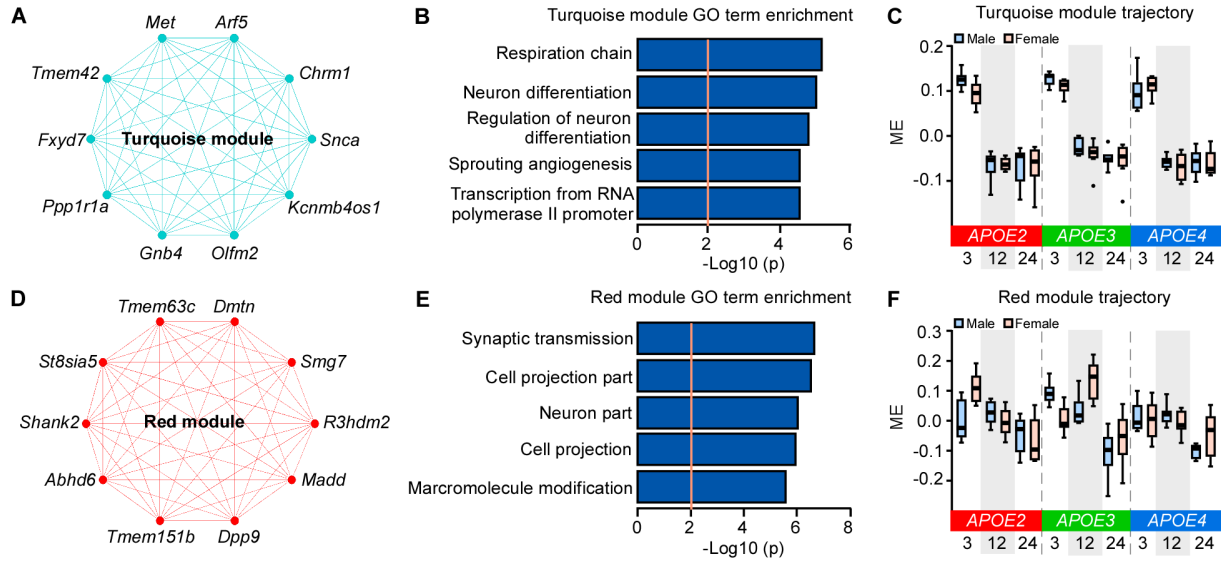 A
Met
Arf5
Tmem42
Chrm1
Fxyd7
Turquoise module
Snca
Ppp1r1a
Kcnmb4os1
Gnb4
Olfm2
B
Turquoise module GO term enrichment
Respiration chain
Neuron differentiation
Regulation of neuron
differentiation
Sprouting angiogenesis
Transcription from RNA
polymerase II promoter
0 2 4 6
-Log10 (p)
C
Turquoise module trajectory
Male Female
ME
0.2
0.1
0.0
-0.1
APOE2 APOE3 APOE4
3 12 24 3 12 24 3 12 24
D
Tmem63c
Dmtn
St8sia5
Smg7
Shank2
Red module
R3hdm2
Abhd6
Madd
Tmem151b
Dpp9
E
Red module GO term enrichment
Synaptic transmission
Cell projection part
Neuron part
Cell projection
Marcromolecule modification
0 2 4 6 8
-Log10 (p)
F
Red module trajectory
Male Female
ME
0.3
0.2
0.1
0.0
-0.1
-0.2
APOE2 APOE3 APOE4
3 12 24 3 12 24 3 12 24